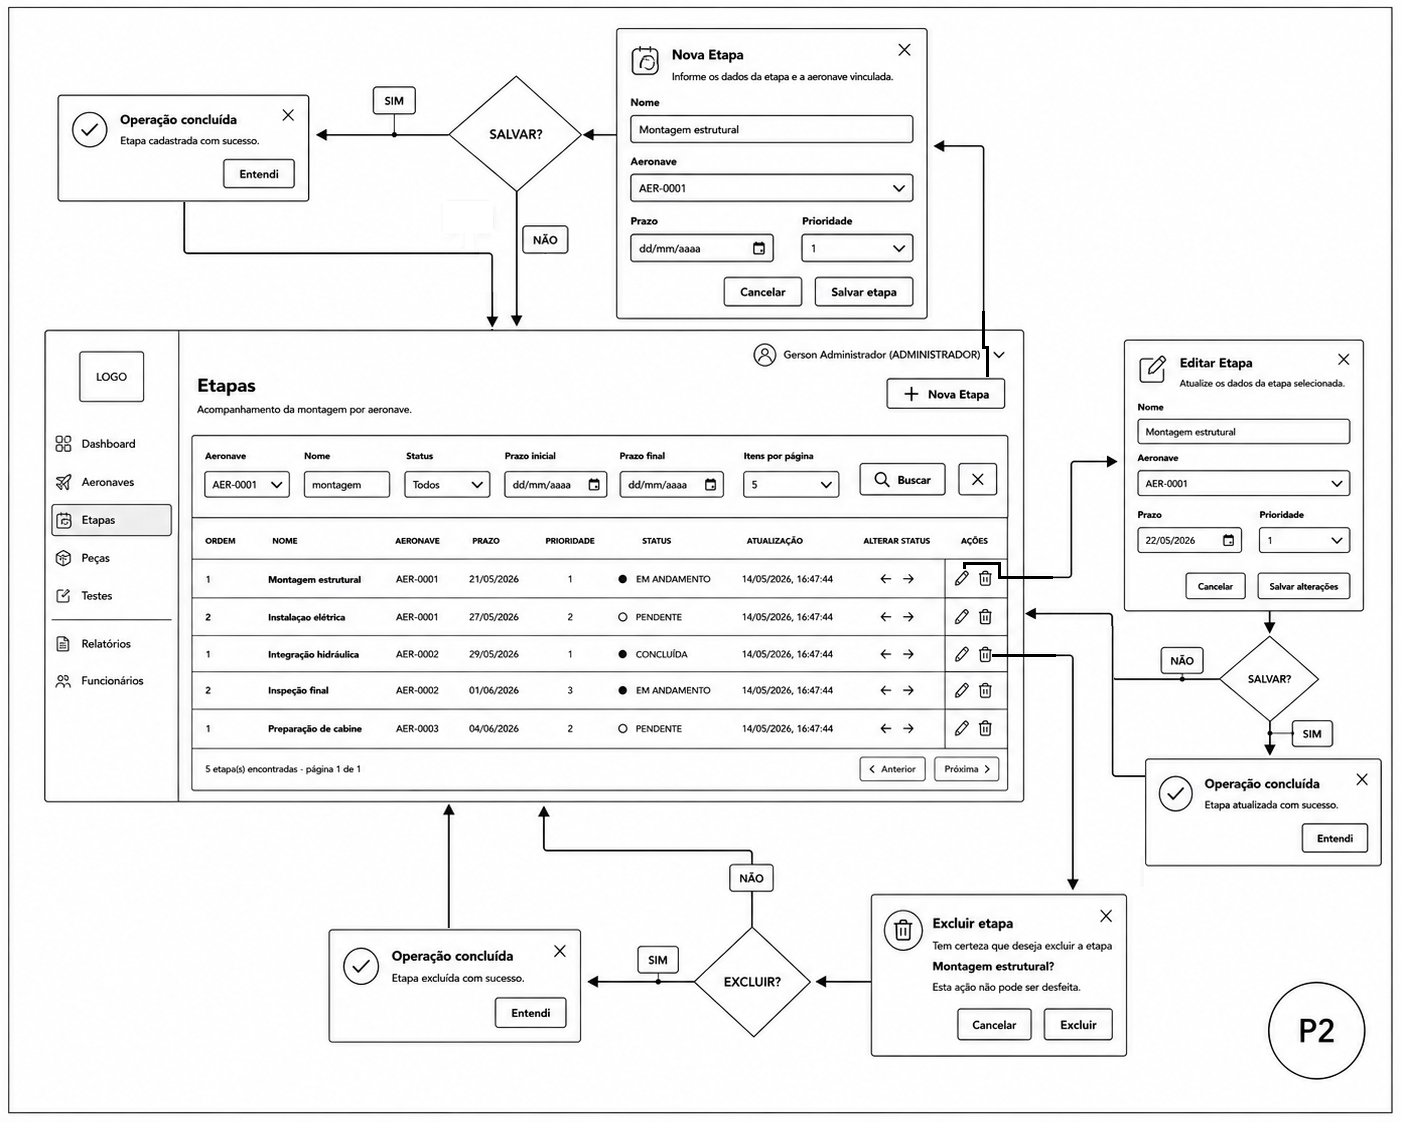 Nova Etapa
Informe os dados da etapa e a aeronave vinculada.
Nome
Montagem estrutural
Aeronave
AER-0001
Prazo Prioridade
dd/mm/aaaa 1
Cancelar Salvar etapa
SALVAR?
SIM
NÃO
Operação concluída
Etapa cadastrada com sucesso.
Entendi
LOGO
Dashboard
Aeronaves
Etapas
Peças
Testes
Relatórios
Funcionários
Gerson Administrador (ADMINISTRADOR)
Etapas
Acompanhamento da montagem por aeronave.
Nova Etapa
Aeronave Nome Status Prazo inicial Prazo final Itens por página
AER-0001 montagem Todos dd/mm/aaaa dd/mm/aaaa 5 Buscar
ORDEM NOME AERONAVE PRAZO PRIORIDADE STATUS ATUALIZAÇÃO ALTERAR STATUS AÇÕES
1 Montagem estrutural AER-0001 21/05/2026 1 EM ANDAMENTO 14/05/2026, 16:47:44 ← →
2 Instalaçao elétrica AER-0001 27/05/2026 2 PENDENTE 14/05/2026, 16:47:44 ← →
1 Integração hidráulica AER-0002 29/05/2026 1 CONCLUÍDA 14/05/2026, 16:47:44 ← →
2 Inspeção final AER-0002 01/06/2026 3 EM ANDAMENTO 14/05/2026, 16:47:44 ← →
1 Preparação de cabine AER-0003 04/06/2026 2 PENDENTE 14/05/2026, 16:47:44 ← →
5 etapa(s) encontradas - página 1 de 1 Anterior Próxima
Editar Etapa
Atualize os dados da etapa selecionada.
Nome
Montagem estrutural
Aeronave
AER-0001
Prazo Prioridade
22/05/2026 1
Cancelar Salvar alterações
NÃO
SALVAR?
SIM
Operação concluída
Etapa atualizada com sucesso.
Entendi
Excluir etapa
Tem certeza que deseja excluir a etapa
Montagem estrutural?
Esta ação não pode ser desfeita.
Cancelar Excluir
NÃO
EXCLUIR?
SIM
Operação concluída
Etapa excluída com sucesso.
Entendi
P2